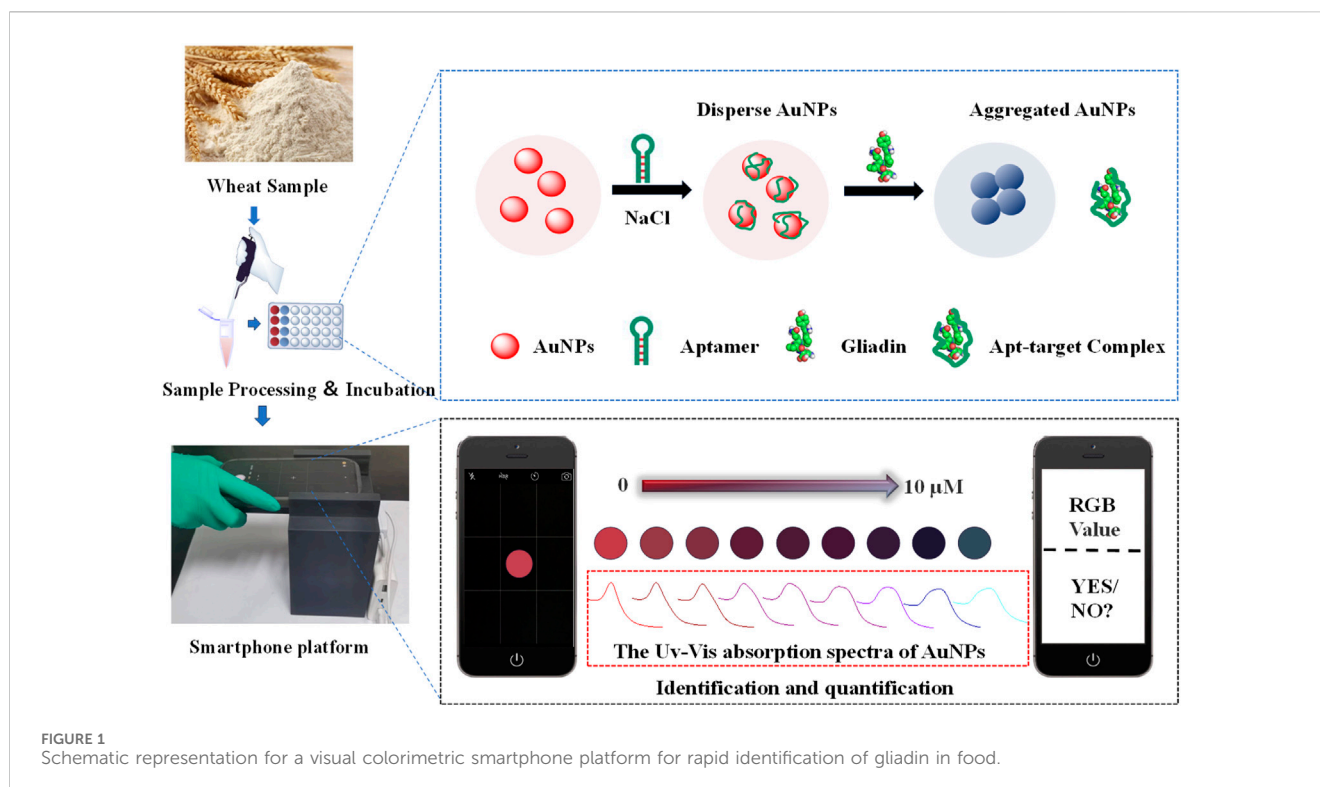 Wheat Sample
Sample Processing & Incubation
Smartphone platform
Disperse AuNPs
Aggregated AuNPs
NaCl
AuNPs
Aptamer
Gliadin
Apt-target Complex
0
10 μM
The Uv-Vis absorption spectra of AuNPs
Identification and quantification
RGB
Value
YES/
NO?
FIGURE 1
Schematic representation for a visual colorimetric smartphone platform for rapid identification of gliadin in food.